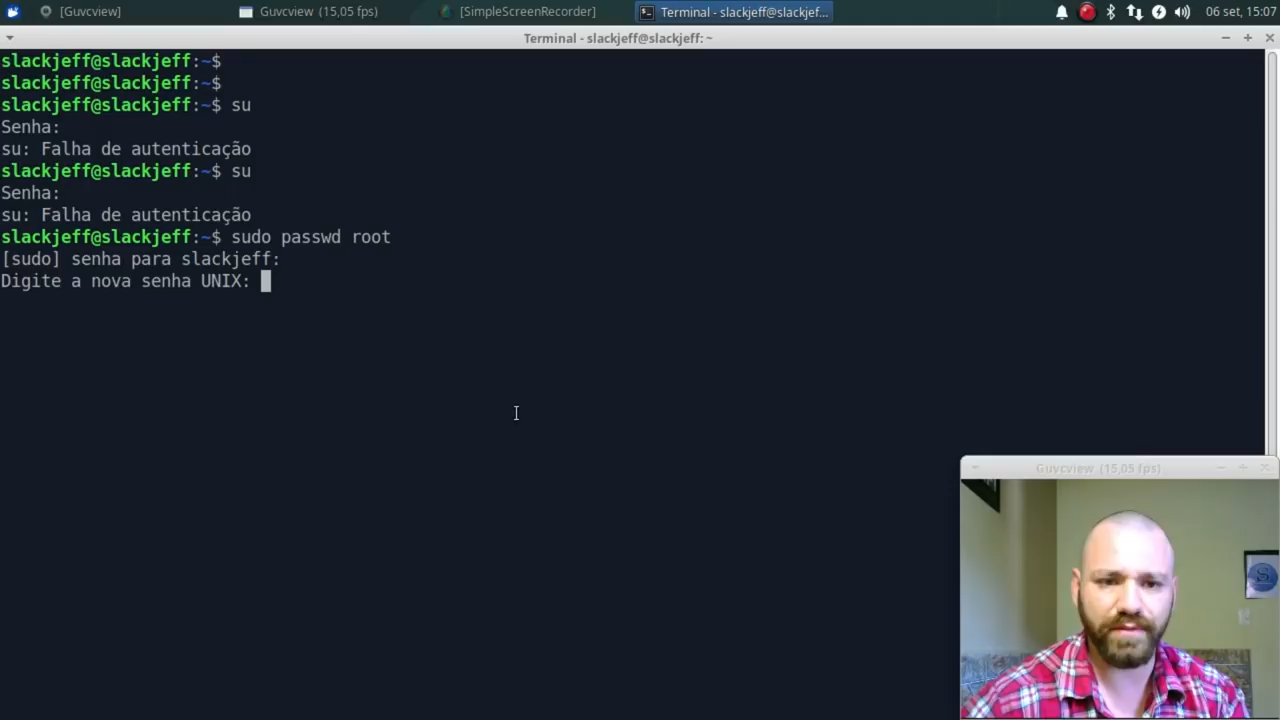 [Guvcview]
Guvcview (15,05 fps)
[SimpleScreenRecorder]
Terminal - slackjeff@slackjef...
06 set, 15:07
Terminal - slackjeff@slackjeff: ~
slackjeff@slackjeff:~$
slackjeff@slackjeff:~$
slackjeff@slackjeff:~$ su
Senha:
su: Falha de autenticação
slackjeff@slackjeff:~$ su
Senha:
su: Falha de autenticação
slackjeff@slackjeff:~$ sudo passwd root
[sudo] senha para slackjeff:
Digite a nova senha UNIX:
Guvcview (15,05 fps)
S